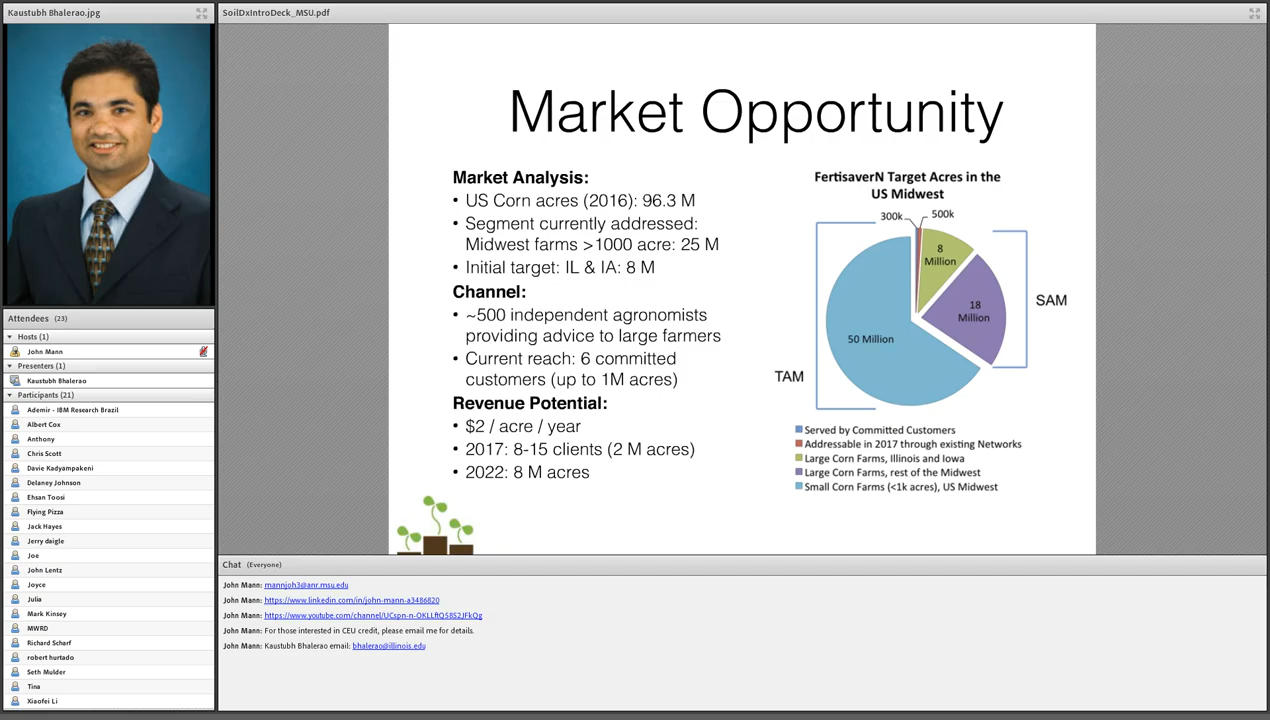 Kaustubh Bhalerao.jpg
Attendees (23)
Hosts (1)
John Mann
Presenters (1)
Kaustubh Bhalerao
Participants (21)
Ademir - IBM Research Brazil
Albert Cox
Anthony
Chris Scott
Davie Kadyampakeni
Delaney Johnson
Ehsan Toosi
Flying Pizza
Jack Hayes
Jerry daigle
Joe
John Lentz
Joyce
Julia
Mark Kinsey
MWRD
Richard Scharf
robert hurtado
Seth Mulder
Tina
Xiaofei Li
SoilDxIntroDeck_MSU.pdf
Market Opportunity
Market Analysis:
• US Corn acres (2016): 96.3 M
• Segment currently addressed:
Midwest farms >1000 acre: 25 M
• Initial target: IL & IA: 8 M
Channel:
• ~500 independent agronomists
providing advice to large farmers
• Current reach: 6 committed
customers (up to 1M acres)
Revenue Potential:
• $2 / acre / year
• 2017: 8-15 clients (2 M acres)
• 2022: 8 M acres
FertisaverN Target Acres in the
US Midwest
300k
500k
8
Million
18
Million
50 Million
SAM
TAM
Served by Committed Customers
Addressable in 2017 through existing Networks
Large Corn Farms, Illinois and Iowa
Large Corn Farms, rest of the Midwest
Small Corn Farms (<1k acres), US Midwest
Chat (Everyone)
John Mann: mannjoh3@anr.msu.edu
John Mann: https://www.linkedin.com/in/john-mann-a3486820
John Mann: https://www.youtube.com/channel/UCspn-n-OKLLftQ58S2JFkQg
John Mann: For those interested in CEU credit, please email me for details.
John Mann: Kaustubh Bhalerao email: bhalerao@illinois.edu